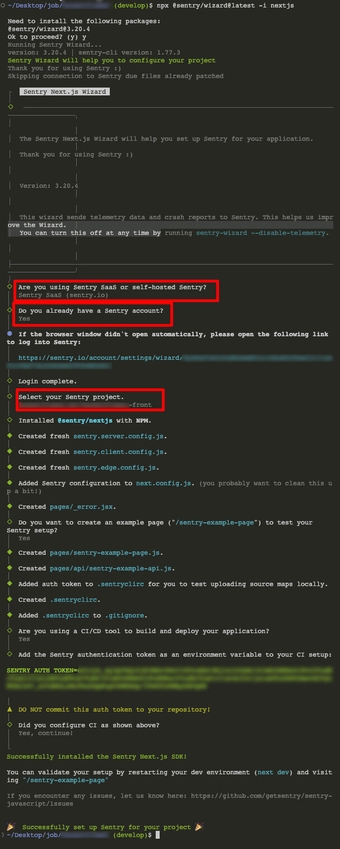 ~/Desktop/job/ (develop)$ npx @sentry/wizard@latest -i nextjs
Need to install the following packages:
@sentry/wizard@3.20.4
Ok to proceed? (y) y
Running Sentry Wizard...
version: 3.20.4 | sentry-cli version: 1.77.3
Sentry Wizard will help you to configure your project
Thank you for using Sentry :)
Skipping connection to Sentry due files already patched
Sentry Next.js Wizard
The Sentry Next.js Wizard will help you set up Sentry for your application.
Thank you for using Sentry :)
Version: 3.20.4
This wizard sends telemetry data and crash reports to Sentry. This helps us impr
ove the Wizard.
You can turn this off at any time by running sentry-wizard --disable-telemetry.
Are you using Sentry SaaS or self-hosted Sentry?
Sentry SaaS (sentry.io)
Do you already have a Sentry account?
Yes
If the browser window didn't open automatically, please open the following link
to log into Sentry:
https://sentry.io/account/settings/wizard/
Login complete.
Select your Sentry project.
-front
Installed @sentry/nextjs with NPM.
Created fresh sentry.server.config.js.
Created fresh sentry.client.config.js.
Created fresh sentry.edge.config.js.
Added Sentry configuration to next.config.js. (you probably want to clean this u
p a bit!)
Created pages/_error.jsx.
Do you want to create an example page ("/sentry-example-page") to test your
Sentry setup?
Yes
Created pages/sentry-example-page.js.
Created pages/api/sentry-example-api.js.
Added auth token to .sentryclirc for you to test uploading source maps locally.
Created .sentryclirc.
Added .sentryclirc to .gitignore.
Are you using a CI/CD tool to build and deploy your application?
Yes
Add the Sentry authentication token as an environment variable to your CI setup:
SENTRY_AUTH_TOKEN=
DO NOT commit this auth token to your repository!
Did you configure CI as shown above?
Yes, continue!
Successfully installed the Sentry Next.js SDK!
You can validate your setup by restarting your dev environment (next dev) and visit
ing "/sentry-example-page"
If you encounter any issues, let us know here: https://github.com/getsentry/sentry-
javascript/issues
🎉 Successfully set up Sentry for your project 🎉
~/Desktop/job/ (develop)$